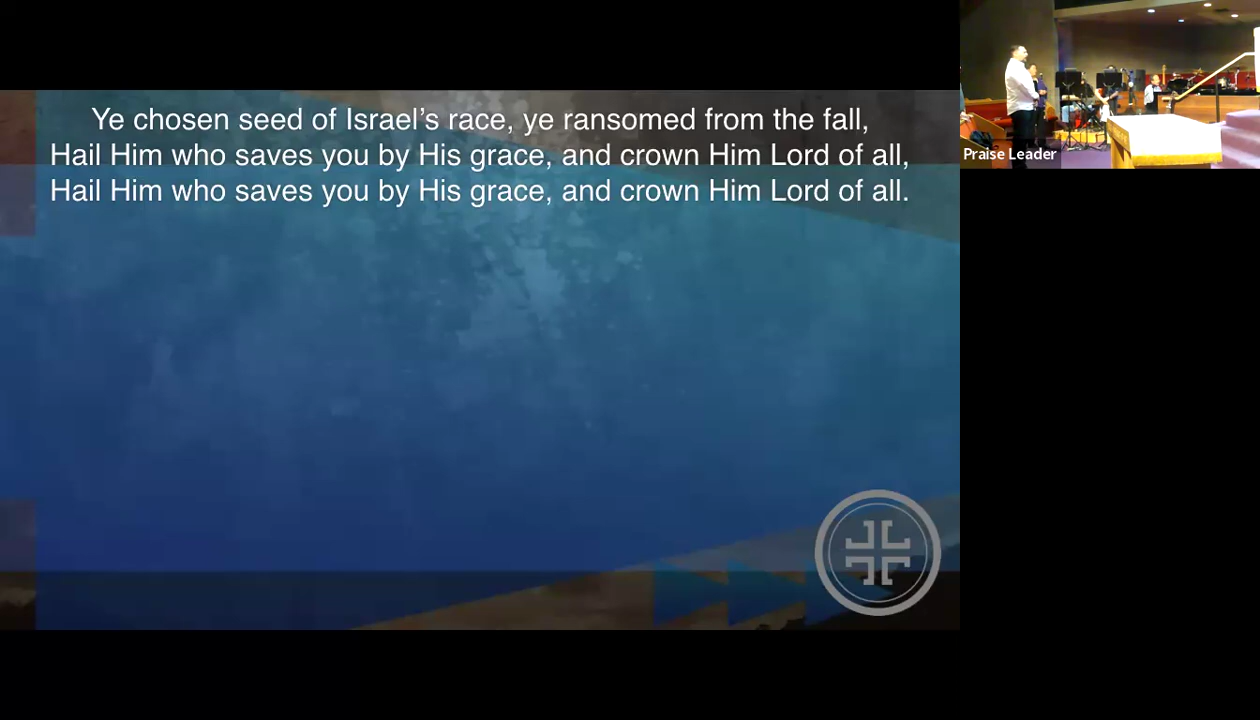 Ye chosen seed of Israel’s race, ye ransomed from the fall,
Hail Him who saves you by His grace, and crown Him Lord of all,
Hail Him who saves you by His grace, and crown Him Lord of all.
Praise Leader